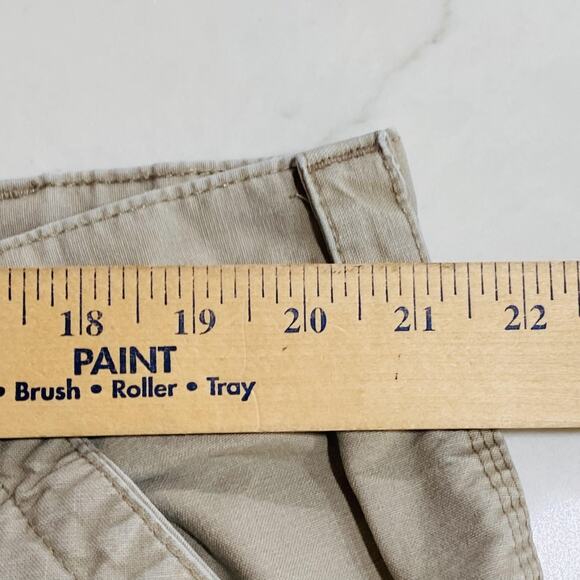 18 19 20 21 22
PAINT
• Brush • Roller • Tray